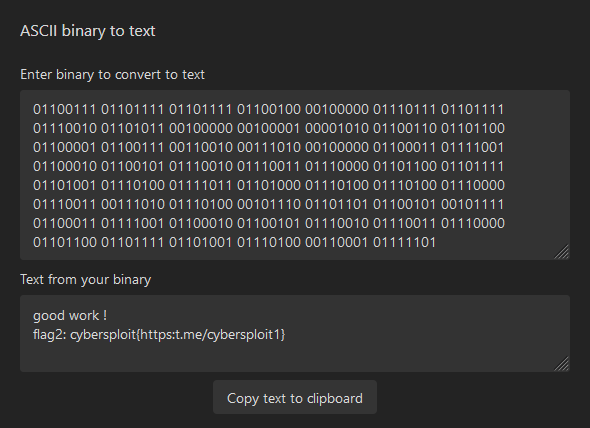 ASCII binary to text
Enter binary to convert to text
01100111 01101111 01101111 01100100 00100000 01110111 01101111
01110010 01101011 00100000 00100001 00001010 01100110 01101100
01100001 01100111 00110010 00111010 00100000 01100011 01111001
01100010 01100101 01110010 01110011 01110000 01101100 01101111
01101001 01110100 01111011 01101000 01110100 01110100 01110000
01110011 00111010 01110100 00101110 01101101 01100101 00101111
01100011 01111001 01100010 01100101 01110010 01110011 01110000
01101100 01101111 01101001 01110100 00110001 01111101
Text from your binary
good work !
flag2: cybersploit{https:t.me/cybersploit1}
Copy text to clipboard